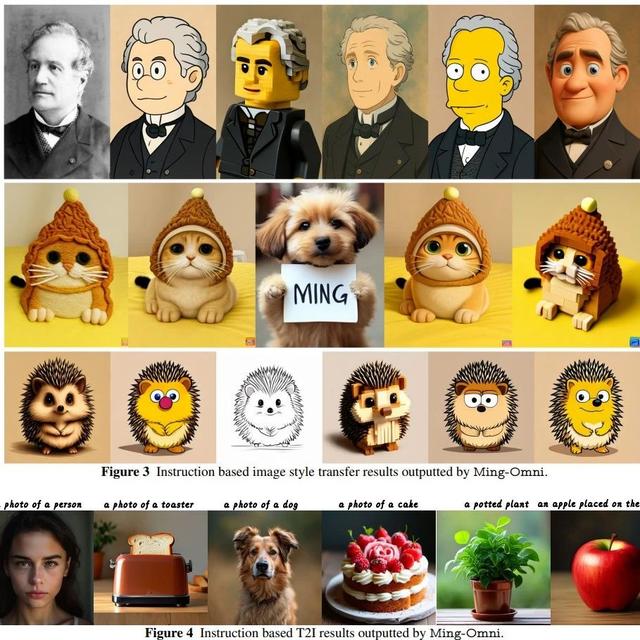 MING
Figure 3 Instruction based image style transfer results outputted by Ming-Omni.
photo of a person a photo of a toaster a photo of a dog a photo of a cake a potted plant an apple placed on the
Figure 4 Instruction based T2I results outputted by Ming-Omni.